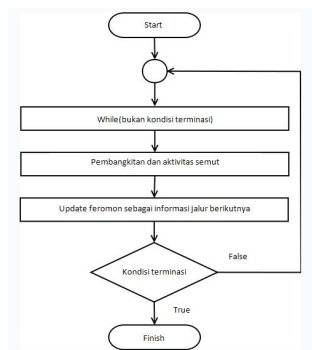 Start
While(bukan kondisi terminasi)
Pembangkitan dan aktivitas semut
Update feromon sebagai informasi jalur berikutnya
Kondisi terminasi
False
True
Finish